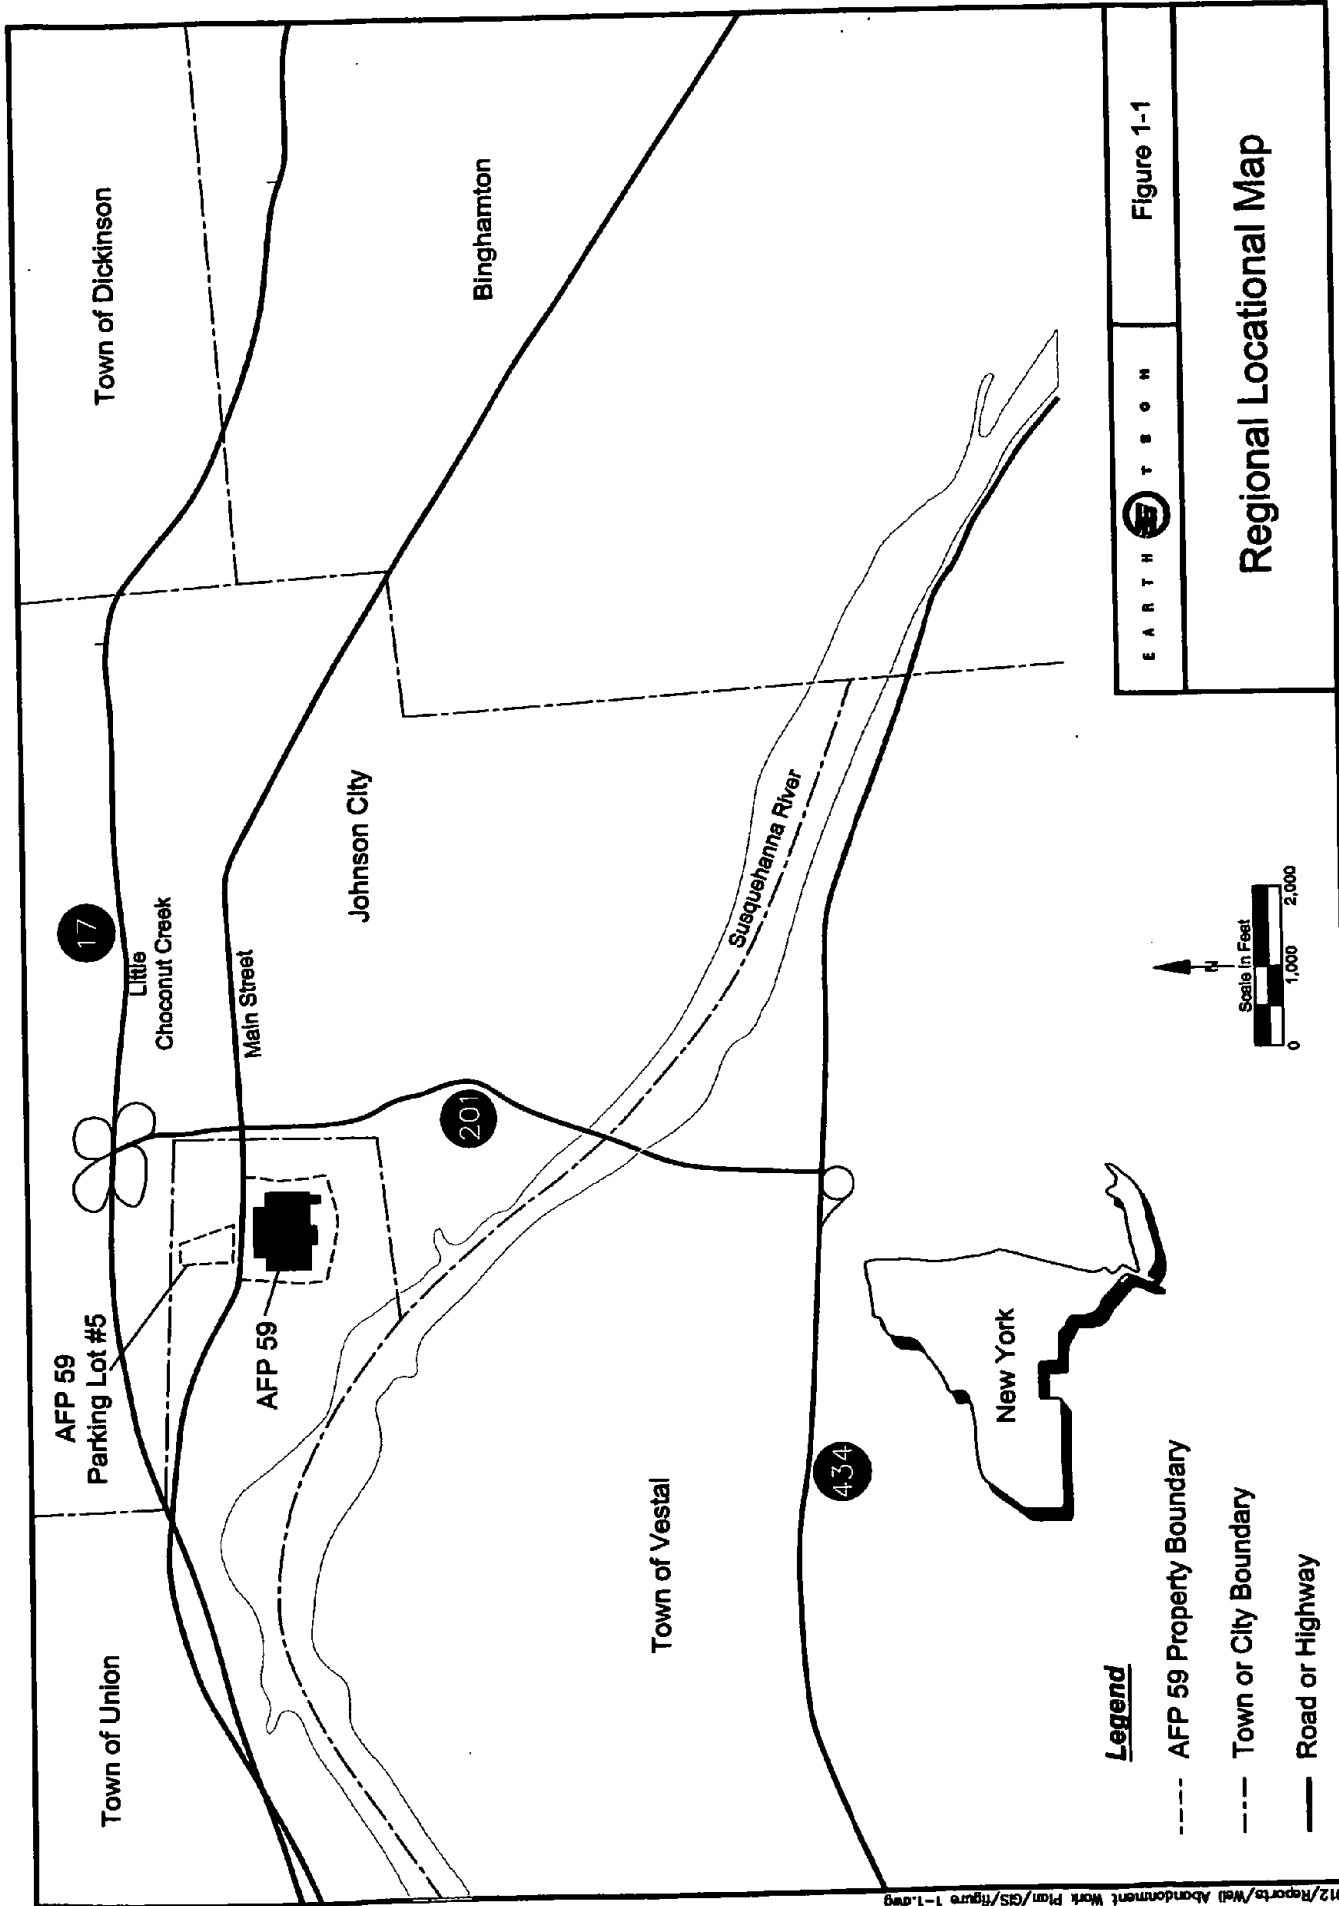 Town of Union
Town of Dickinson
AFP 59
Parking Lot #5
17
Little
Choconut Creek
Main Street
AFP 59
Johnson City
Binghamton
201
Susquehanna River
Town of Vestal
434
New York
N
Scale in Feet
0 1,000 2,000
Legend
AFP 59 Property Boundary
Town or City Boundary
Road or Highway
EARTH TECH
Figure 1-1
Regional Locational Map
12/Reports/Well Abandonment Work Plan/GIS/figure 1-1.dwg